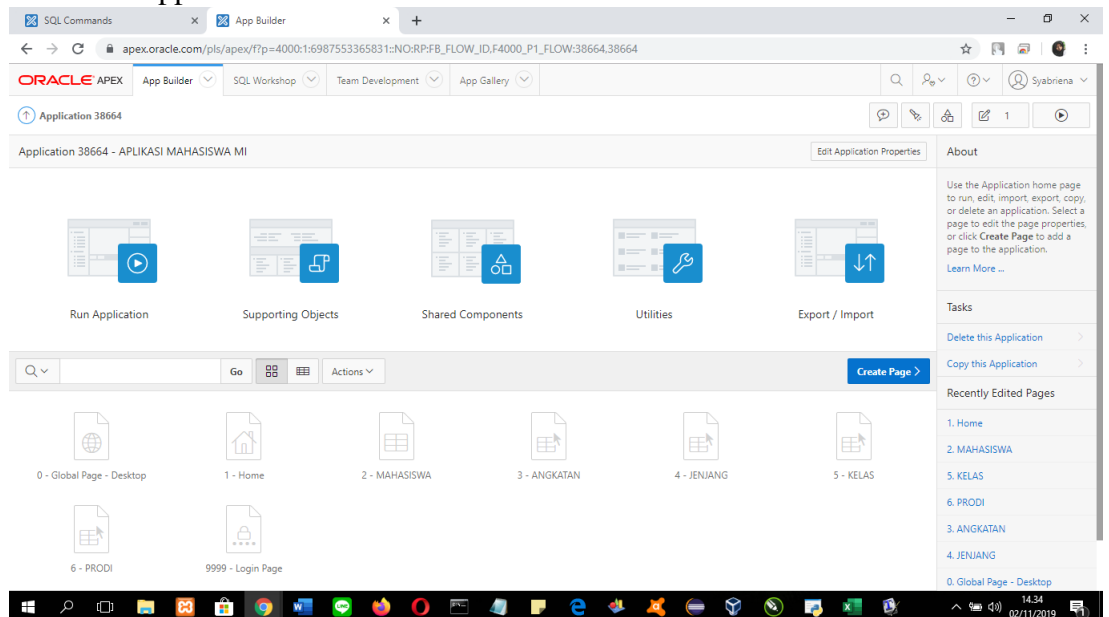 SQL Commands
App Builder
apex.oracle.com/pls/apex/f?p=4000:1:6987553365831::NO:RP:FB_FLOW_ID,F4000_P1_FLOW:38664,38664
ORACLE APEX App Builder SQL Workshop Team Development App Gallery Syabriena
Application 38664 1
Application 38664 - APLIKASI MAHASISWA MI Edit Application Properties
Run Application Supporting Objects Shared Components Utilities Export / Import
Go Actions Create Page >
0 - Global Page - Desktop 1 - Home 2 - MAHASISWA 3 - ANGKATAN 4 - JENJANG 5 - KELAS
6 - PRODI 9999 - Login Page
About
Use the Application home page
to run, edit, import, export, copy,
or delete an application. Select a
page to edit the page properties,
or click Create Page to add a
page to the application.
Learn More ...
Tasks
Delete this Application
Copy this Application
Recently Edited Pages
1. Home
2. MAHASISWA
5. KELAS
6. PRODI
3. ANGKATAN
4. JENJANG
0. Global Page - Desktop
14.34
02/11/2019